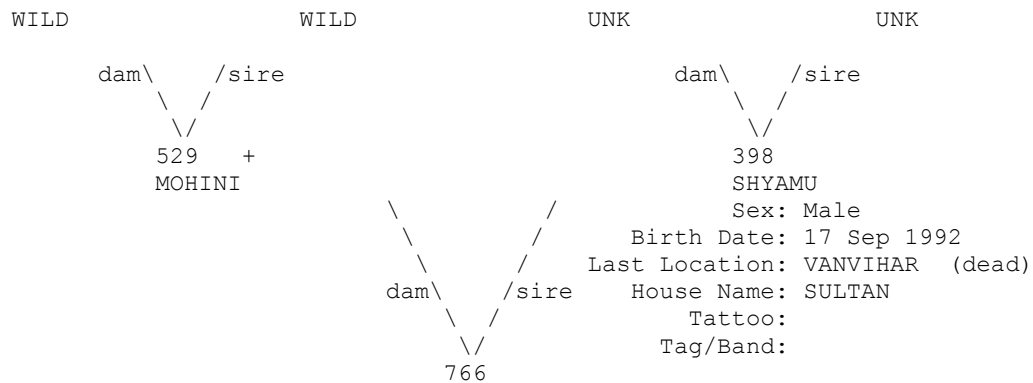 WILD WILD UNK UNK
dam\ /sire dam\ /sire
\ / \ /
\/ \/
529 + 398
MOHINI SHYAMU
\ / Sex: Male
\ / Birth Date: 17 Sep 1992
\ / Last Location: VANVIHAR (dead)
dam\ /sire House Name: SULTAN
\ / Tattoo:
\/ Tag/Band:
766